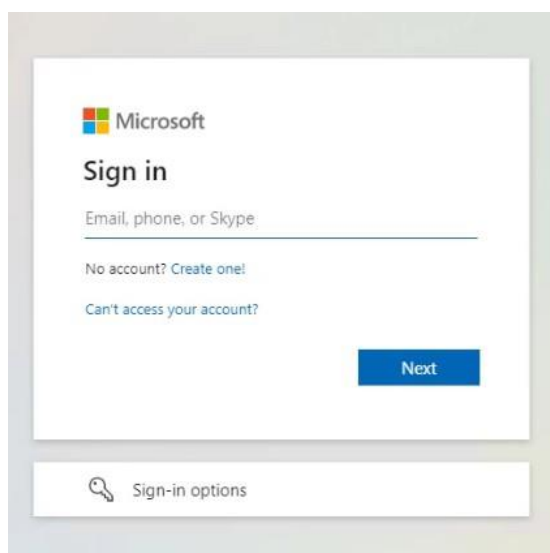 Microsoft
Sign in
Email, phone, or Skype
No account? Create one!
Can't access your account?
Next
Sign-in options